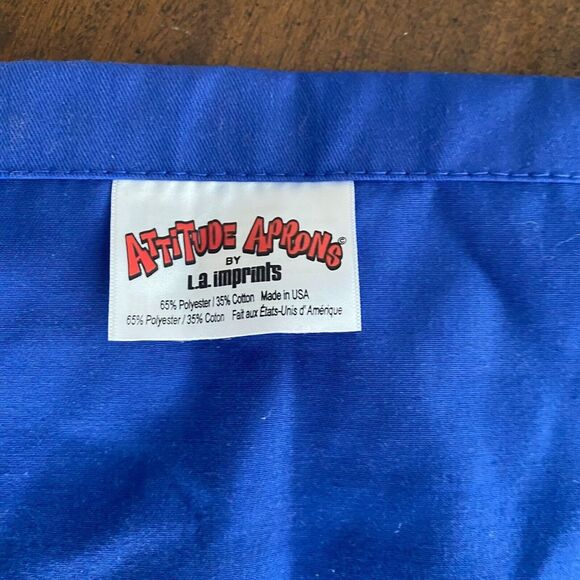 ATTITUDE APRONS©
BY
L.a. imprints
65% Polyester / 35% Cotton Made in USA
65% Polyester / 35% Coton Fait aux États-Unis d'Amérique